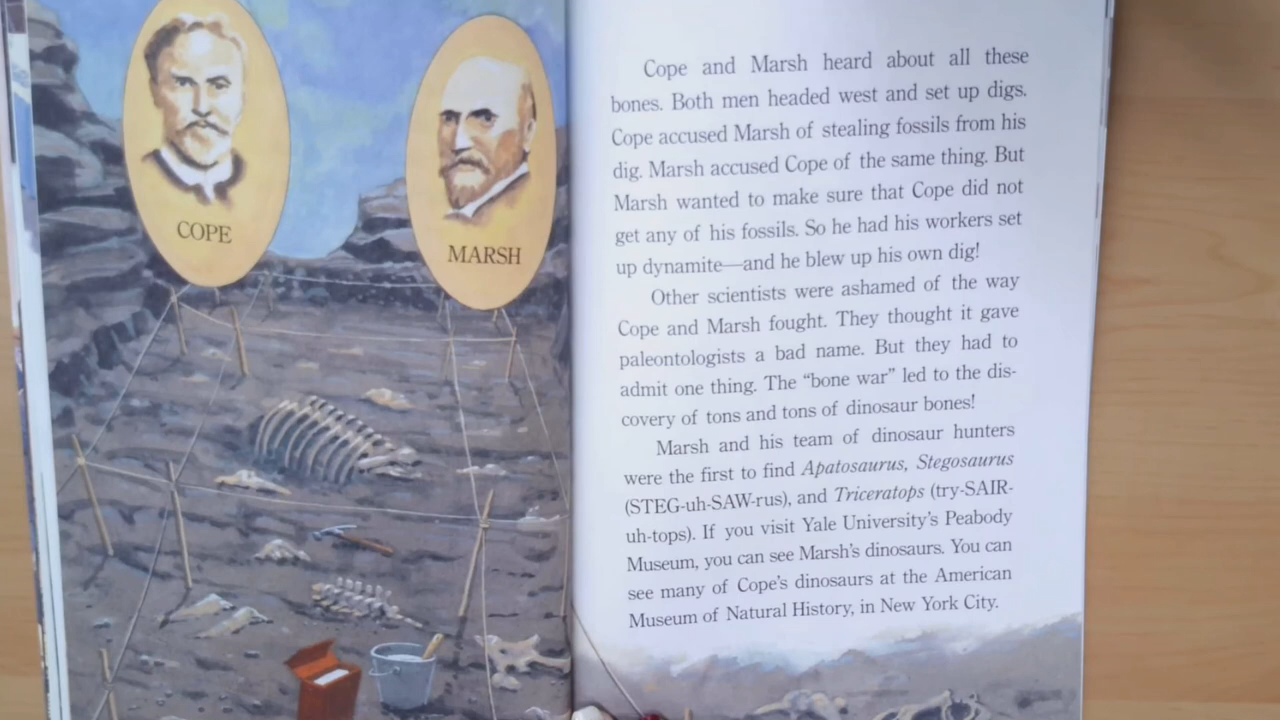 COPE
MARSH
Cope and Marsh heard about all these
bones. Both men headed west and set up digs.
Cope accused Marsh of stealing fossils from his
dig. Marsh accused Cope of the same thing. But
Marsh wanted to make sure that Cope did not
get any of his fossils. So he had his workers set
up dynamite—and he blew up his own dig!
Other scientists were ashamed of the way
Cope and Marsh fought. They thought it gave
paleontologists a bad name. But they had to
admit one thing. The “bone war” led to the dis-
covery of tons and tons of dinosaur bones!
Marsh and his team of dinosaur hunters
were the first to find Apatosaurus, Stegosaurus
(STEG-uh-SAW-rus), and Triceratops (try-SAIR-
uh-tops). If you visit Yale University’s Peabody
Museum, you can see Marsh’s dinosaurs. You can
see many of Cope’s dinosaurs at the American
Museum of Natural History, in New York City.